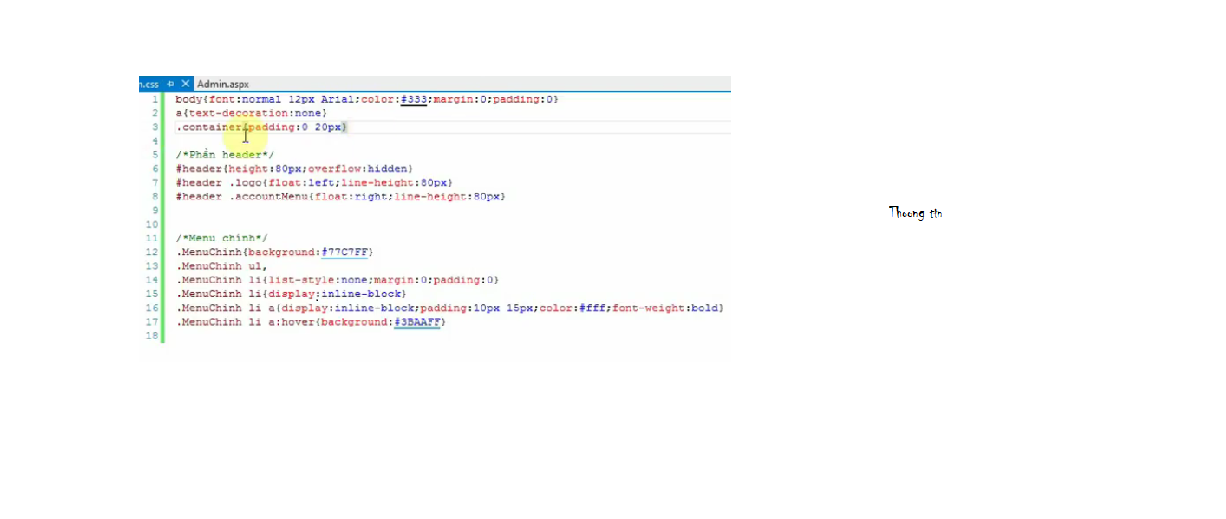 n.css Admin.aspx
1 body{font:normal 12px Arial;color:#333;margin:0;padding:0}
2 a{text-decoration:none}
3 .container{padding:0 20px}
4
5 /*Phần header*/
6 #header{height:80px;overflow:hidden}
7 #header .logo{float:left;line-height:80px}
8 #header .accountMenu{float:right;line-height:80px}
9
10
11 /*Menu chính*/
12 .MenuChinh{background:#77C7FF}
13 .MenuChinh ul,
14 .MenuChinh li{list-style:none;margin:0;padding:0}
15 .MenuChinh li{display:inline-block}
16 .MenuChinh li a{display:inline-block;padding:10px 15px;color:#fff;font-weight:bold}
17 .MenuChinh li a:hover{background:#3BAAFF}
18
Thoong tin